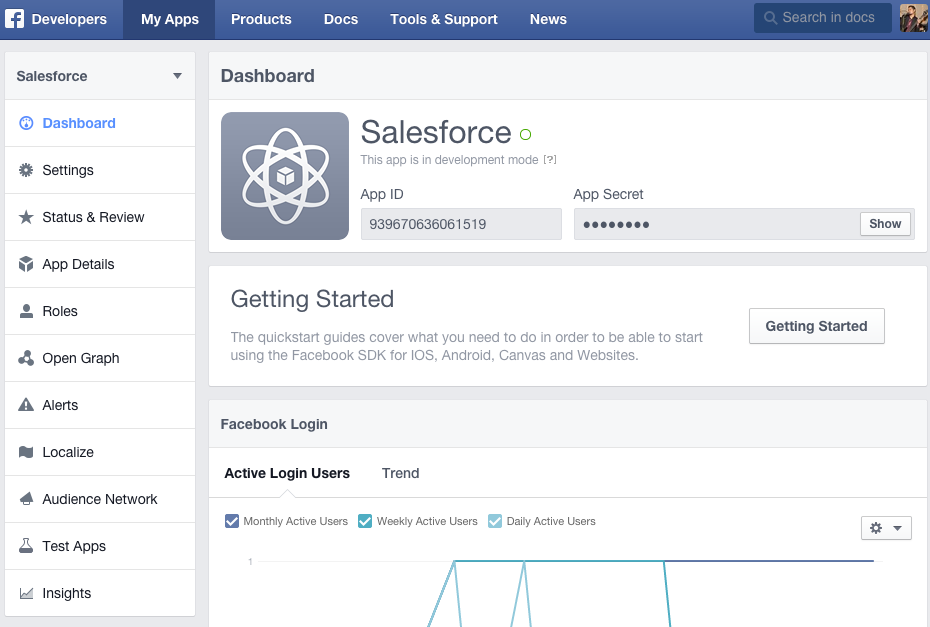 Developers
My Apps
Products
Docs
Tools & Support
News
Search in docs
Salesforce
Dashboard
Settings
Status & Review
App Details
Roles
Open Graph
Alerts
Localize
Audience Network
Test Apps
Insights
Dashboard
Salesforce
This app is in development mode [?]
App ID
App Secret
939670636061519
●●●●●●●●
Show
Getting Started
The quickstart guides cover what you need to do in order to be able to start
using the Facebook SDK for IOS, Android, Canvas and Websites.
Getting Started
Facebook Login
Active Login Users
Trend
Monthly Active Users
Weekly Active Users
Daily Active Users
1